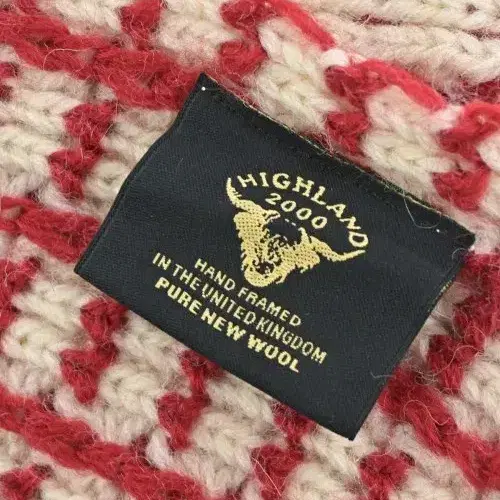 HIGHLAND
2000
HAND FRAMED
IN THE UNITED KINGDOM
PURE NEW WOOL